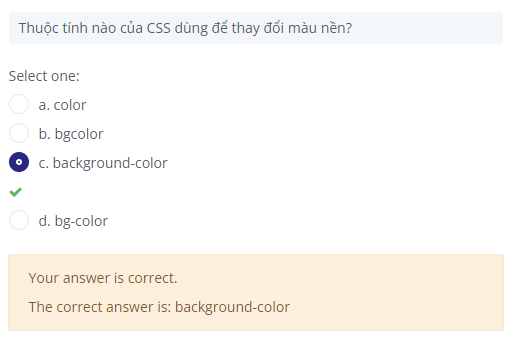 Thuộc tính nào của CSS dùng để thay đổi màu nền?
Select one:
a. color
b. bgcolor
c. background-color
d. bg-color
Your answer is correct.
The correct answer is: background-color